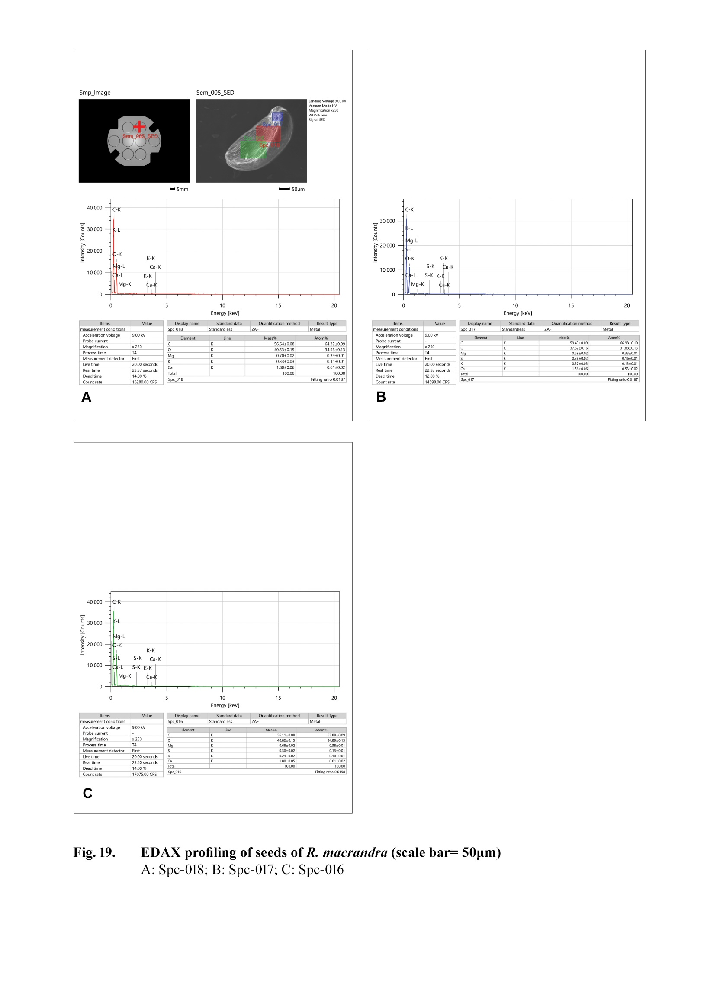 Smp_Image
Sem_005_SED
Landing Voltage 9.00 kV
Vacuum Mode HV
Magnification x250
WD 9.6 mm
Signal SED
Sem_005_SED
5mm
50µm
40,000
30,000
20,000
10,000
0
Intensity [Counts]
C-K
K-L
O-K
Mg-L
Ca-L
Mg-K
K-K
Ca-K
K-K
Ca-K
0 5 10 15 20
Energy [keV]
Items Value
measurement conditions
Acceleration voltage 9.00 kV
Probe current -
Magnification x 250
Process time T4
Measurement detector First
Live time 20.00 seconds
Real time 23.37 seconds
Dead time 14.00 %
Count rate 16280.00 CPS
Display name Standard data Quantification method Result Type
Spc_018 Standardless ZAF Metal
Element Line Mass% Atom%
C K 56.64±0.08 64.32±0.09
O K 40.53±0.15 34.56±0.13
Mg K 0.70±0.02 0.39±0.01
K K 0.33±0.03 0.11±0.01
Ca K 1.80±0.06 0.61±0.02
Total 100.00 100.00
Spc_018 Fitting ratio 0.0187
A
30,000
20,000
10,000
0
Intensity [Counts]
C-K
K-L
Mg-L
S-L
O-K
Ca-L
Mg-K
S-K
S-K
K-K
Ca-K
K-K
Ca-K
0 5 10 15 20
Energy [keV]
Items Value
measurement conditions
Acceleration voltage 9.00 kV
Probe current -
Magnification x 250
Process time T4
Measurement detector First
Live time 20.00 seconds
Real time 22.93 seconds
Dead time 12.00 %
Count rate 14598.00 CPS
Display name Standard data Quantification method Result Type
Spc_017 Standardless ZAF Metal
Element Line Mass% Atom%
C K 59.43±0.09 66.98±0.10
O K 37.67±0.16 31.88±0.13
Mg K 0.59±0.02 0.33±0.01
S K 0.38±0.02 0.16±0.01
K K 0.37±0.03 0.13±0.01
Ca K 1.56±0.06 0.53±0.02
Total 100.00 100.00
Spc_017 Fitting ratio 0.0187
B
40,000
30,000
20,000
10,000
0
Intensity [Counts]
C-K
K-L
Mg-L
O-K
S-L
Ca-L
Mg-K
S-K
S-K
K-K
Ca-K
K-K
Ca-K
0 5 10 15 20
Energy [keV]
Items Value
measurement conditions
Acceleration voltage 9.00 kV
Probe current -
Magnification x 250
Process time T4
Measurement detector First
Live time 20.00 seconds
Real time 23.50 seconds
Dead time 14.00 %
Count rate 17075.00 CPS
Display name Standard data Quantification method Result Type
Spc_016 Standardless ZAF Metal
Element Line Mass% Atom%
C K 56.11±0.08 63.88±0.09
O K 40.82±0.15 34.89±0.13
Mg K 0.68±0.02 0.38±0.01
S K 0.30±0.02 0.13±0.01
K K 0.29±0.02 0.10±0.01
Ca K 1.80±0.05 0.61±0.02
Total 100.00 100.00
Spc_016 Fitting ratio 0.0198
C
Fig. 19. EDAX profiling of seeds of R. macrandra (scale bar= 50µm)
A: Spc-018; B: Spc-017; C: Spc-016